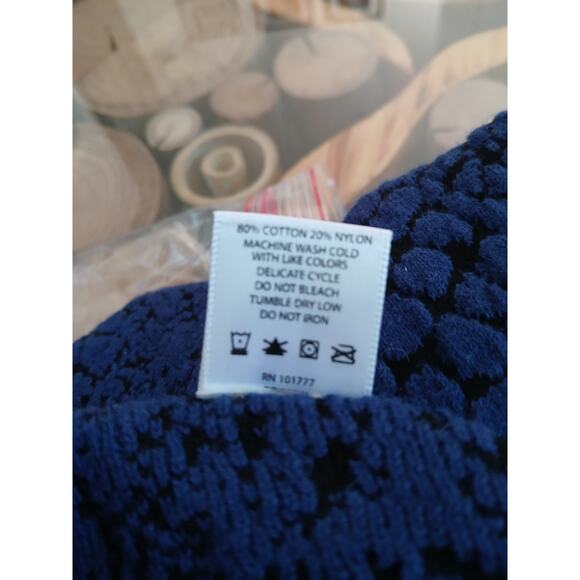 80% COTTON 20% NYLON
MACHINE WASH COLD
WITH LIKE COLORS
DELICATE CYCLE
DO NOT BLEACH
TUMBLE DRY LOW
DO NOT IRON
RN 101777